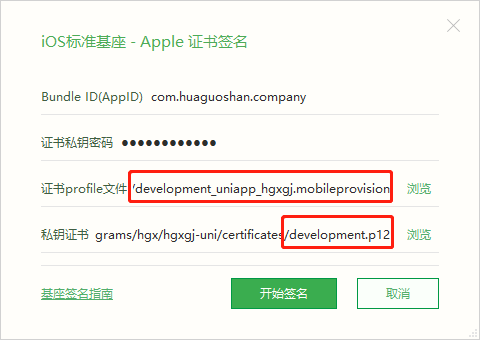 iOS标准基座 - Apple 证书签名
Bundle ID(AppID) com.huaguoshan.company
证书私钥密码 ●●●●●●●●●●●●
证书profile文件 /development_uniapp_hgxgj.mobileprovision 浏览
私钥证书 grams/hgx/hgxgj-uni/certificates/development.p12 浏览
基座签名指南 开始签名 取消